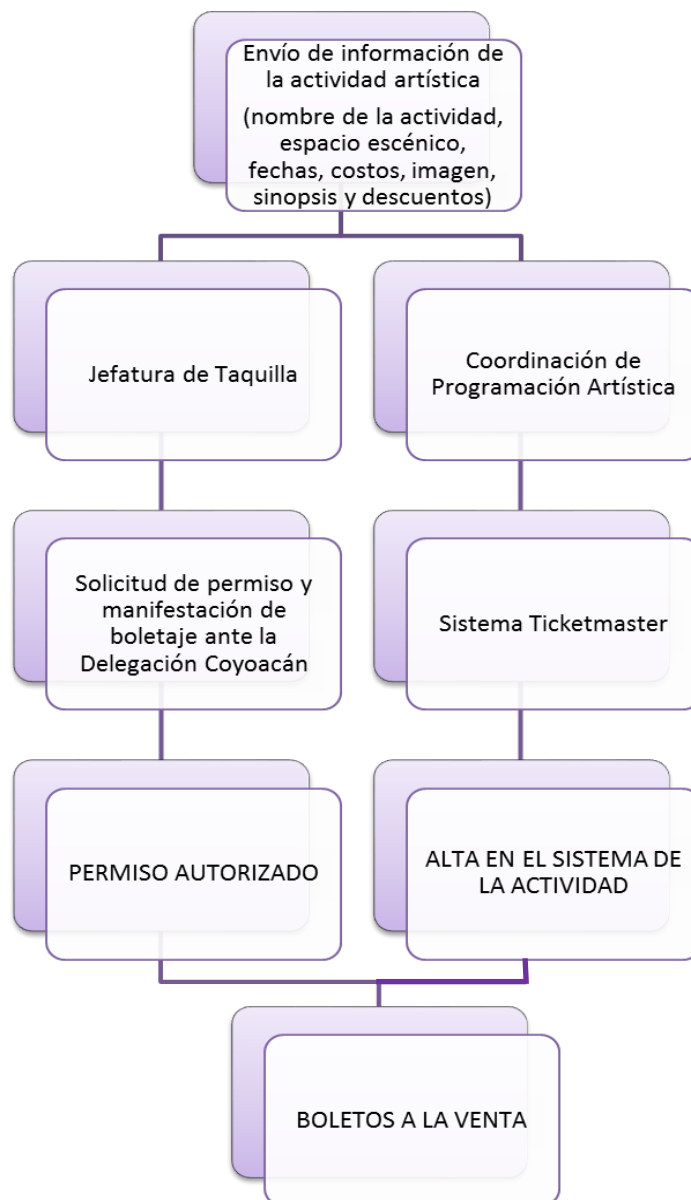 Envío de información de
la actividad artística
(nombre de la actividad,
espacio escénico,
fechas, costos, imagen,
sinopsis y descuentos)
Jefatura de Taquilla
Coordinación de
Programación Artística
Solicitud de permiso y
manifestación de
boletaje ante la
Delegación Coyoacán
Sistema Ticketmaster
PERMISO AUTORIZADO
ALTA EN EL SISTEMA DE
LA ACTIVIDAD
BOLETOS A LA VENTA